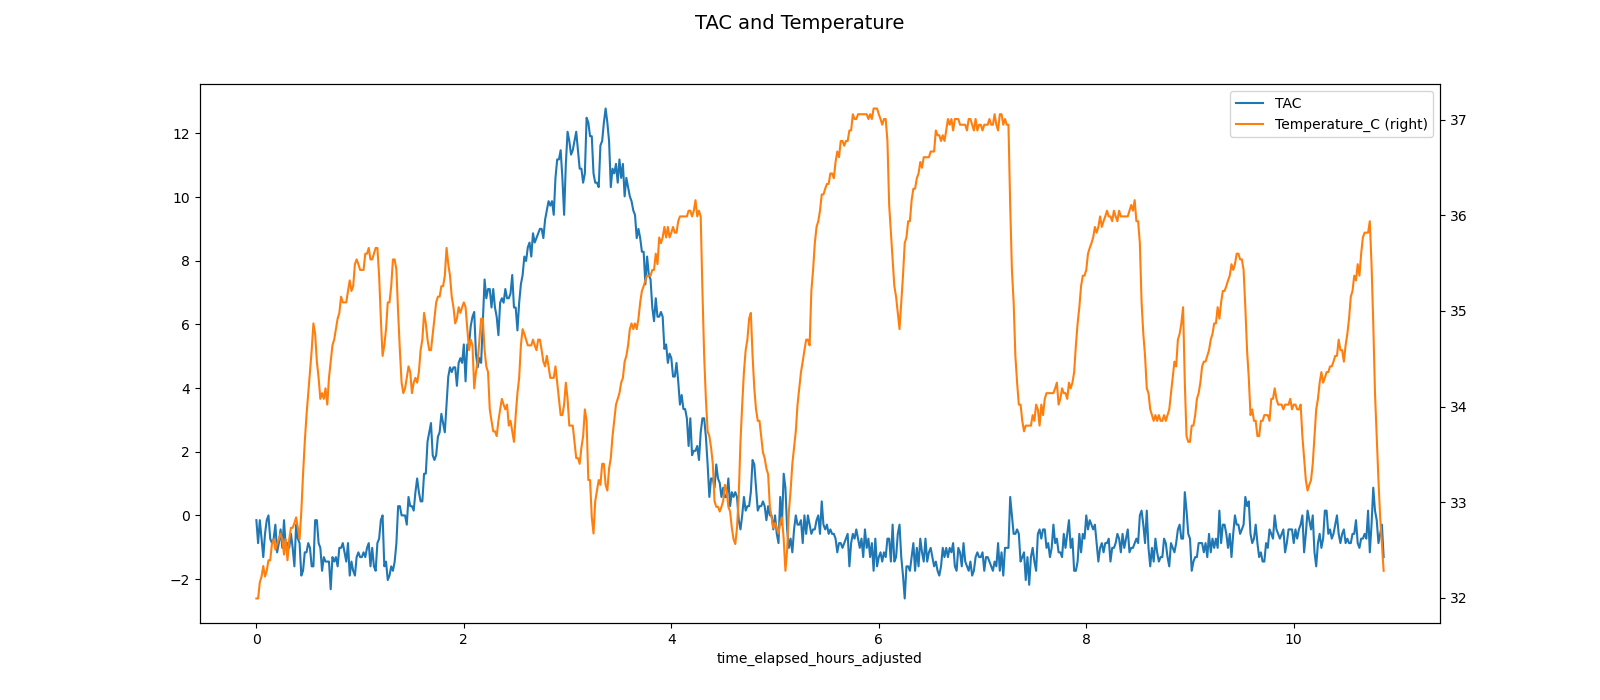 TAC and Temperature
TAC
Temperature_C (right)
12
10
8
6
4
2
0
−2
37
36
35
34
33
32
0 2 4 6 8 10
time_elapsed_hours_adjusted